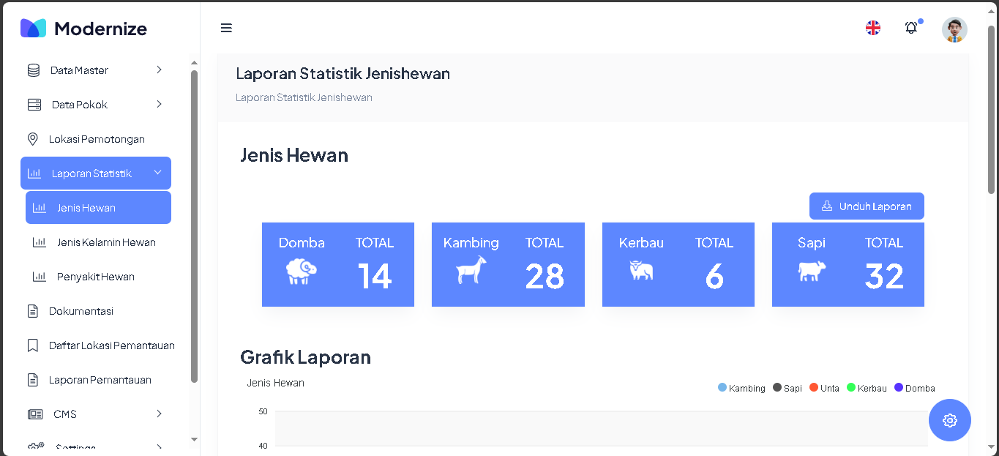 Modernize
Data Master
Data Pokok
Lokasi Pemotongan
Laporan Statistik
Jenis Hewan
Jenis Kelamin Hewan
Penyakit Hewan
Dokumentasi
Daftar Lokasi Pemantauan
Laporan Pemantauan
CMS
Settings
Laporan Statistik Jenishewan
Laporan Statistik Jenishewan
Jenis Hewan
Unduh Laporan
Domba TOTAL
14
Kambing TOTAL
28
Kerbau TOTAL
6
Sapi TOTAL
32
Grafik Laporan
Jenis Hewan
Kambing Sapi Unta Kerbau Domba
50
40